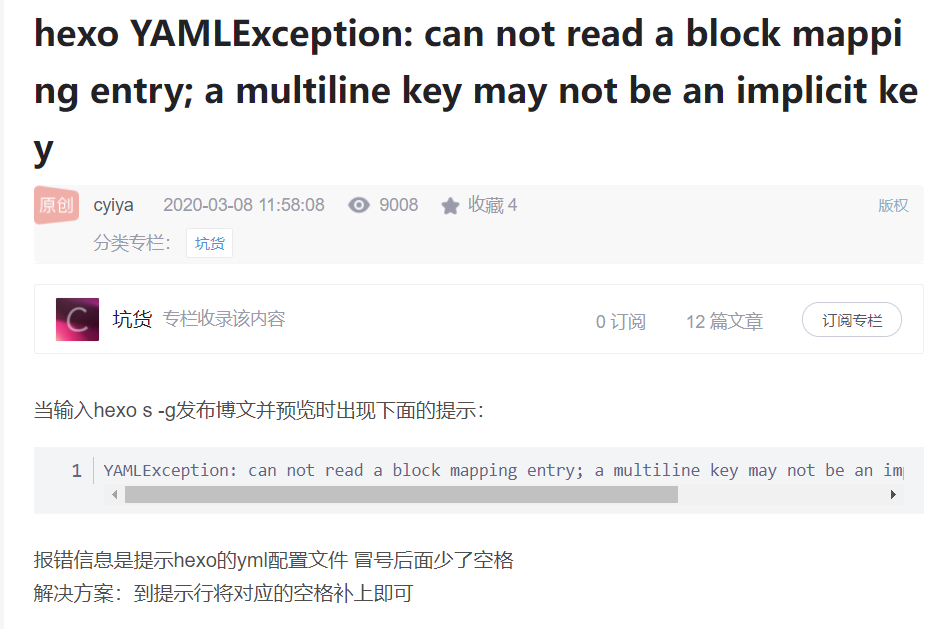 hexo YAMLException: can not read a block mappi
ng entry; a multiline key may not be an implicit ke
y
原创 cyiya 2020-03-08 11:58:08 9008 收藏 4 版权
分类专栏： 坑货
C 坑货 专栏收录该内容 0 订阅 12 篇文章 订阅专栏
当输入hexo s -g发布博文并预览时出现下面的提示：
1 YAMLException: can not read a block mapping entry; a multiline key may not be an im
报错信息是提示hexo的yml配置文件 冒号后面少了空格
解决方案：到提示行将对应的空格补上即可